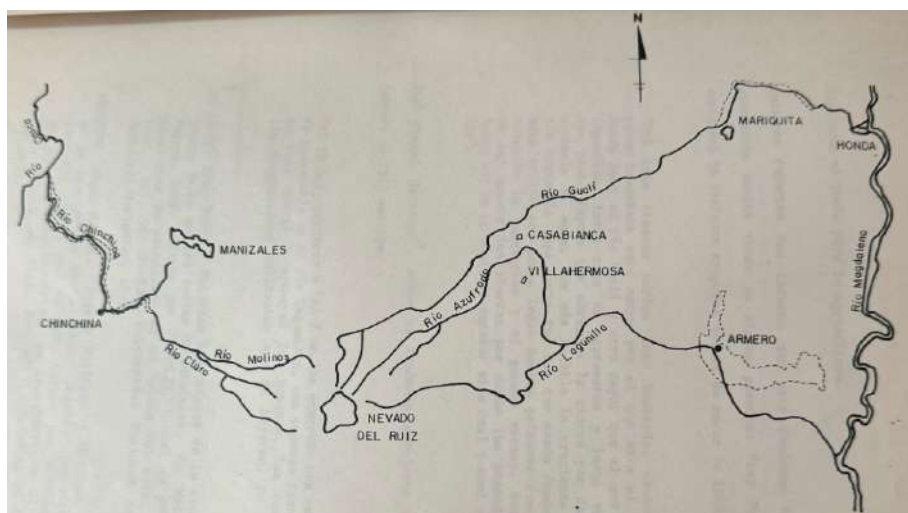 N
MARIQUITA
HONDA
Río Gualí
Río Cauca
Río Chinchiná
MANIZALES
CASABIANCA
Río Magdalena
VILLAHERMOSA
Río Azufrado
CHINCHINA
ARMERO
Río Lagunilla
Río Molinos
Río Claro
NEVADO
DEL RUIZ